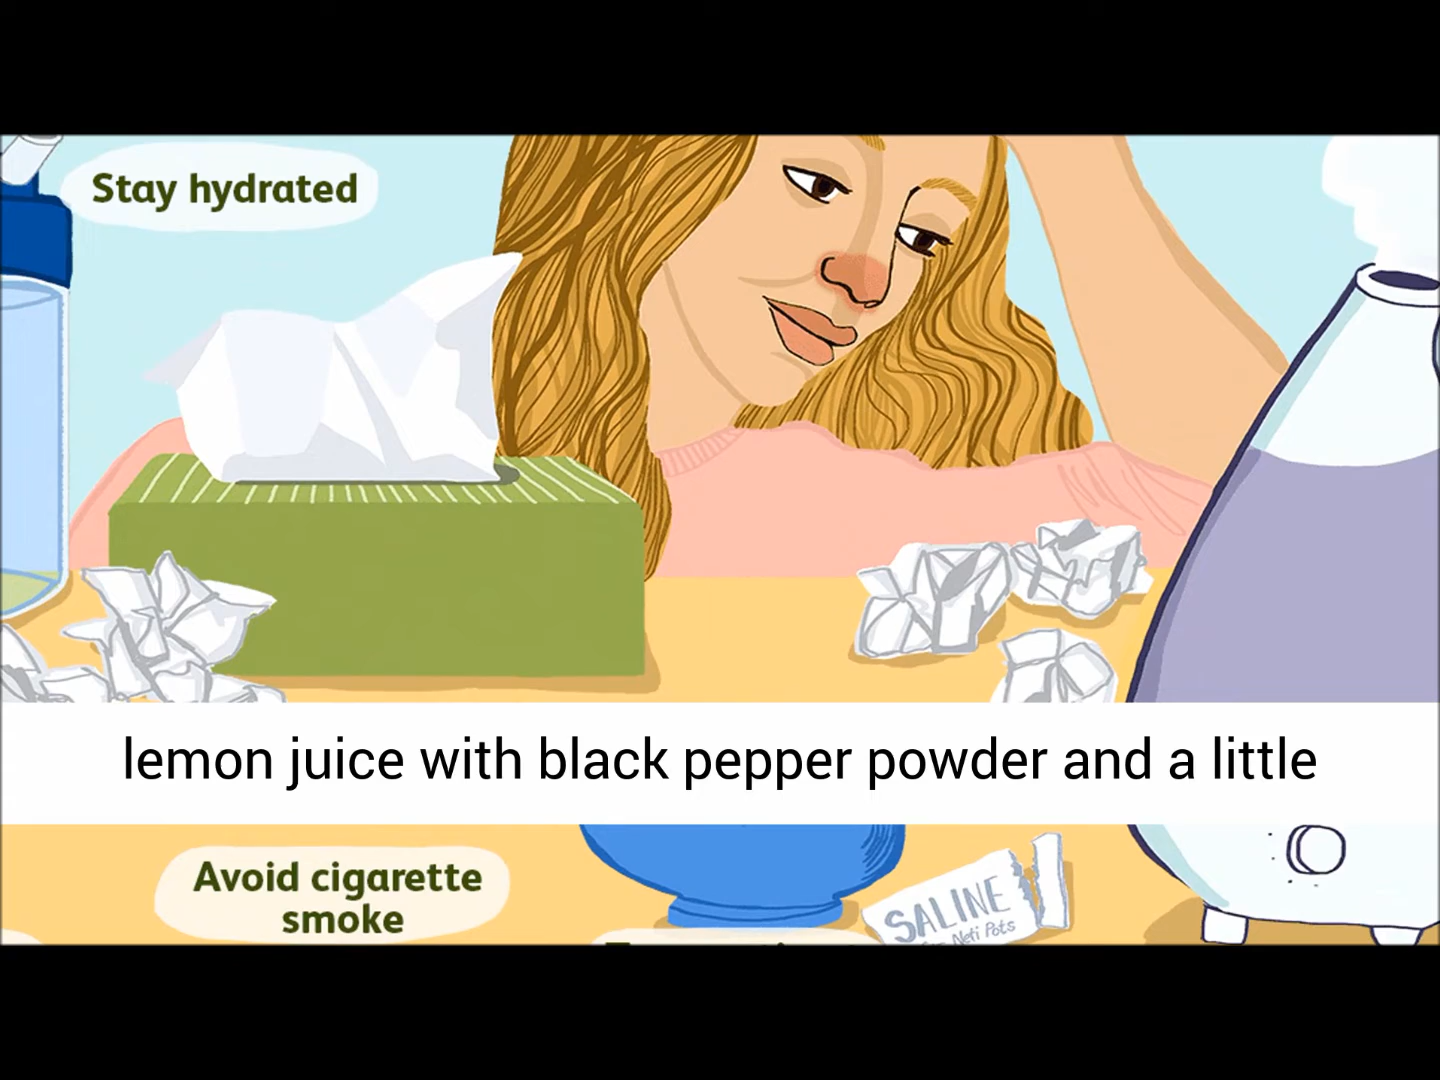 Stay hydrated
lemon juice with black pepper powder and a little
Avoid cigarette
smoke
SALINE
Neti Pots